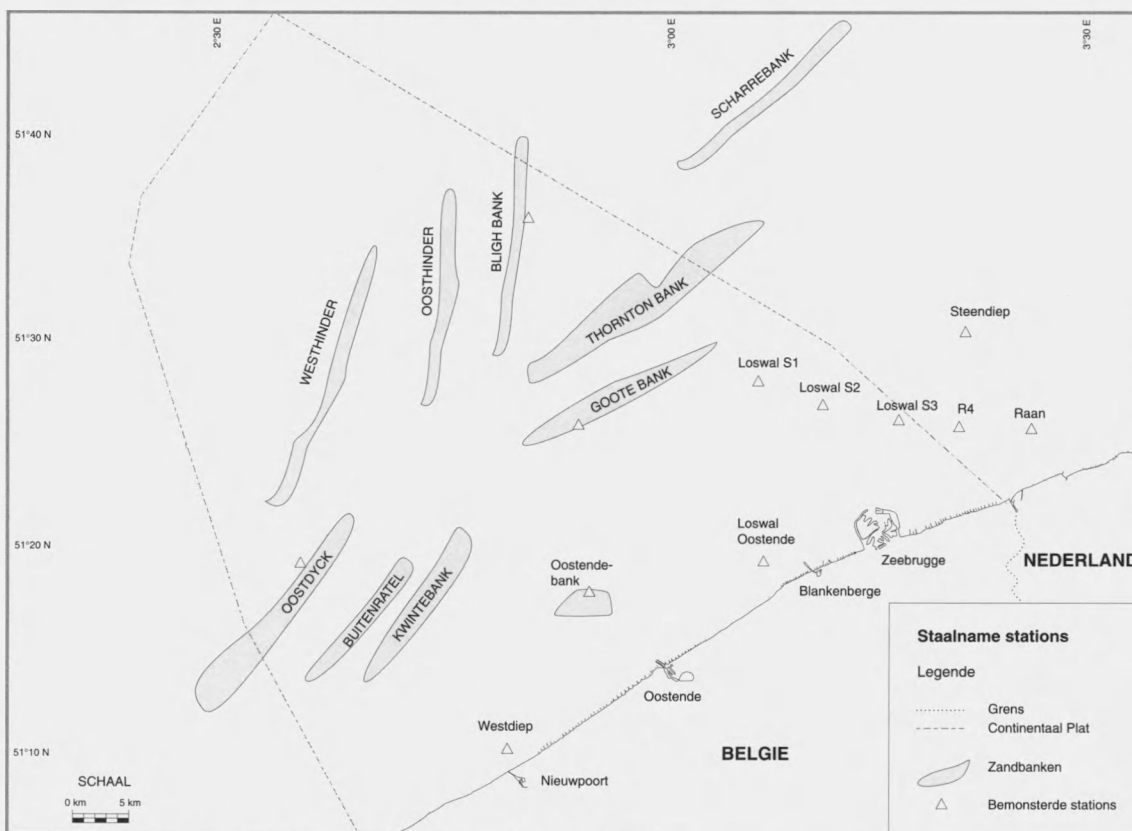 2°30 E
3°00 E
3°30 E
51°40 N
51°30 N
51°20 N
51°10 N
SCHARREBANK
BLIGH BANK
OOSTHINDER
WESTHINDER
THORNTON BANK
GOOTE BANK
Steendiep
Loswal S1
Loswal S2
Loswal S3
R4
Raan
OOSTDYCK
BUITENRATEL
KWINTEBANK
Oostende-
bank
Loswal
Oostende
Zeebrugge
Blankenberge
NEDERLAND
Oostende
Westdiep
Nieuwpoort
BELGIE
SCHAAL
0 km
5 km
Staalname stations
Legende
Grens
Continentaal Plat
Zandbanken
Bemonsterde stations